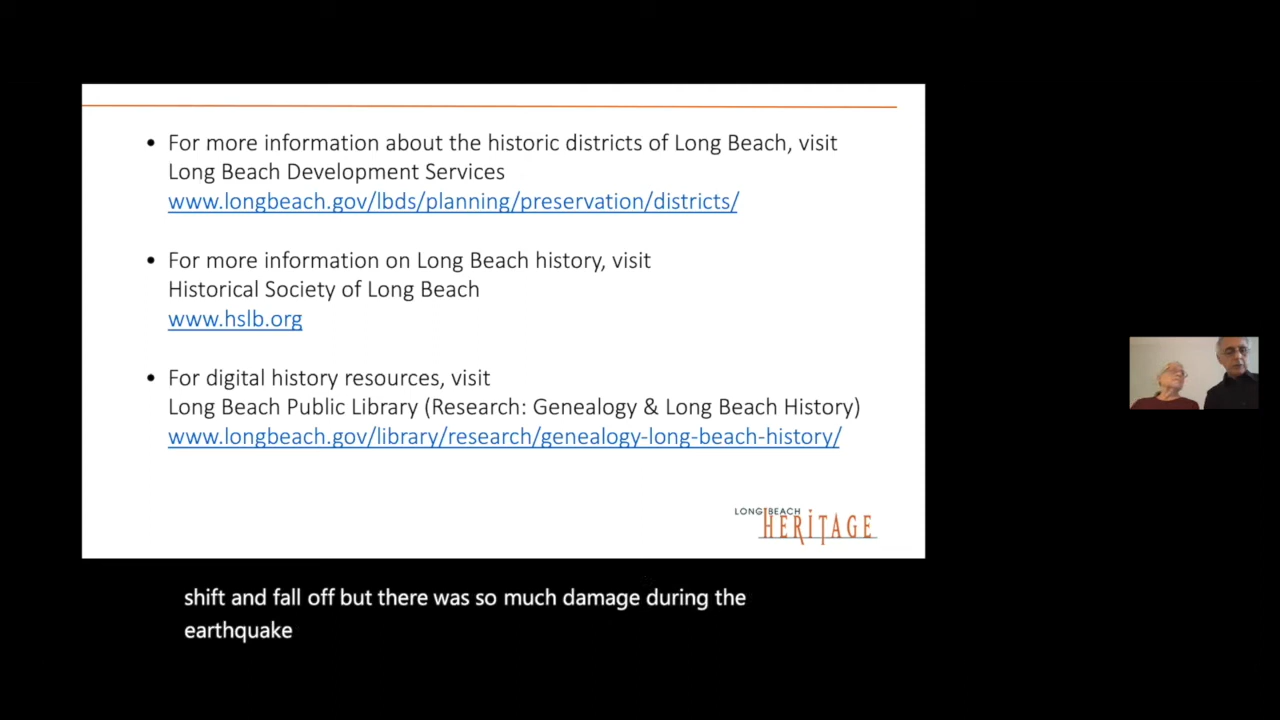 • For more information about the historic districts of Long Beach, visit
Long Beach Development Services
www.longbeach.gov/lbds/planning/preservation/districts/
• For more information on Long Beach history, visit
Historical Society of Long Beach
www.hslb.org
• For digital history resources, visit
Long Beach Public Library (Research: Genealogy & Long Beach History)
www.longbeach.gov/library/research/genealogy-long-beach-history/
LONG BEACH
HERITAGE
shift and fall off but there was so much damage during the
earthquake